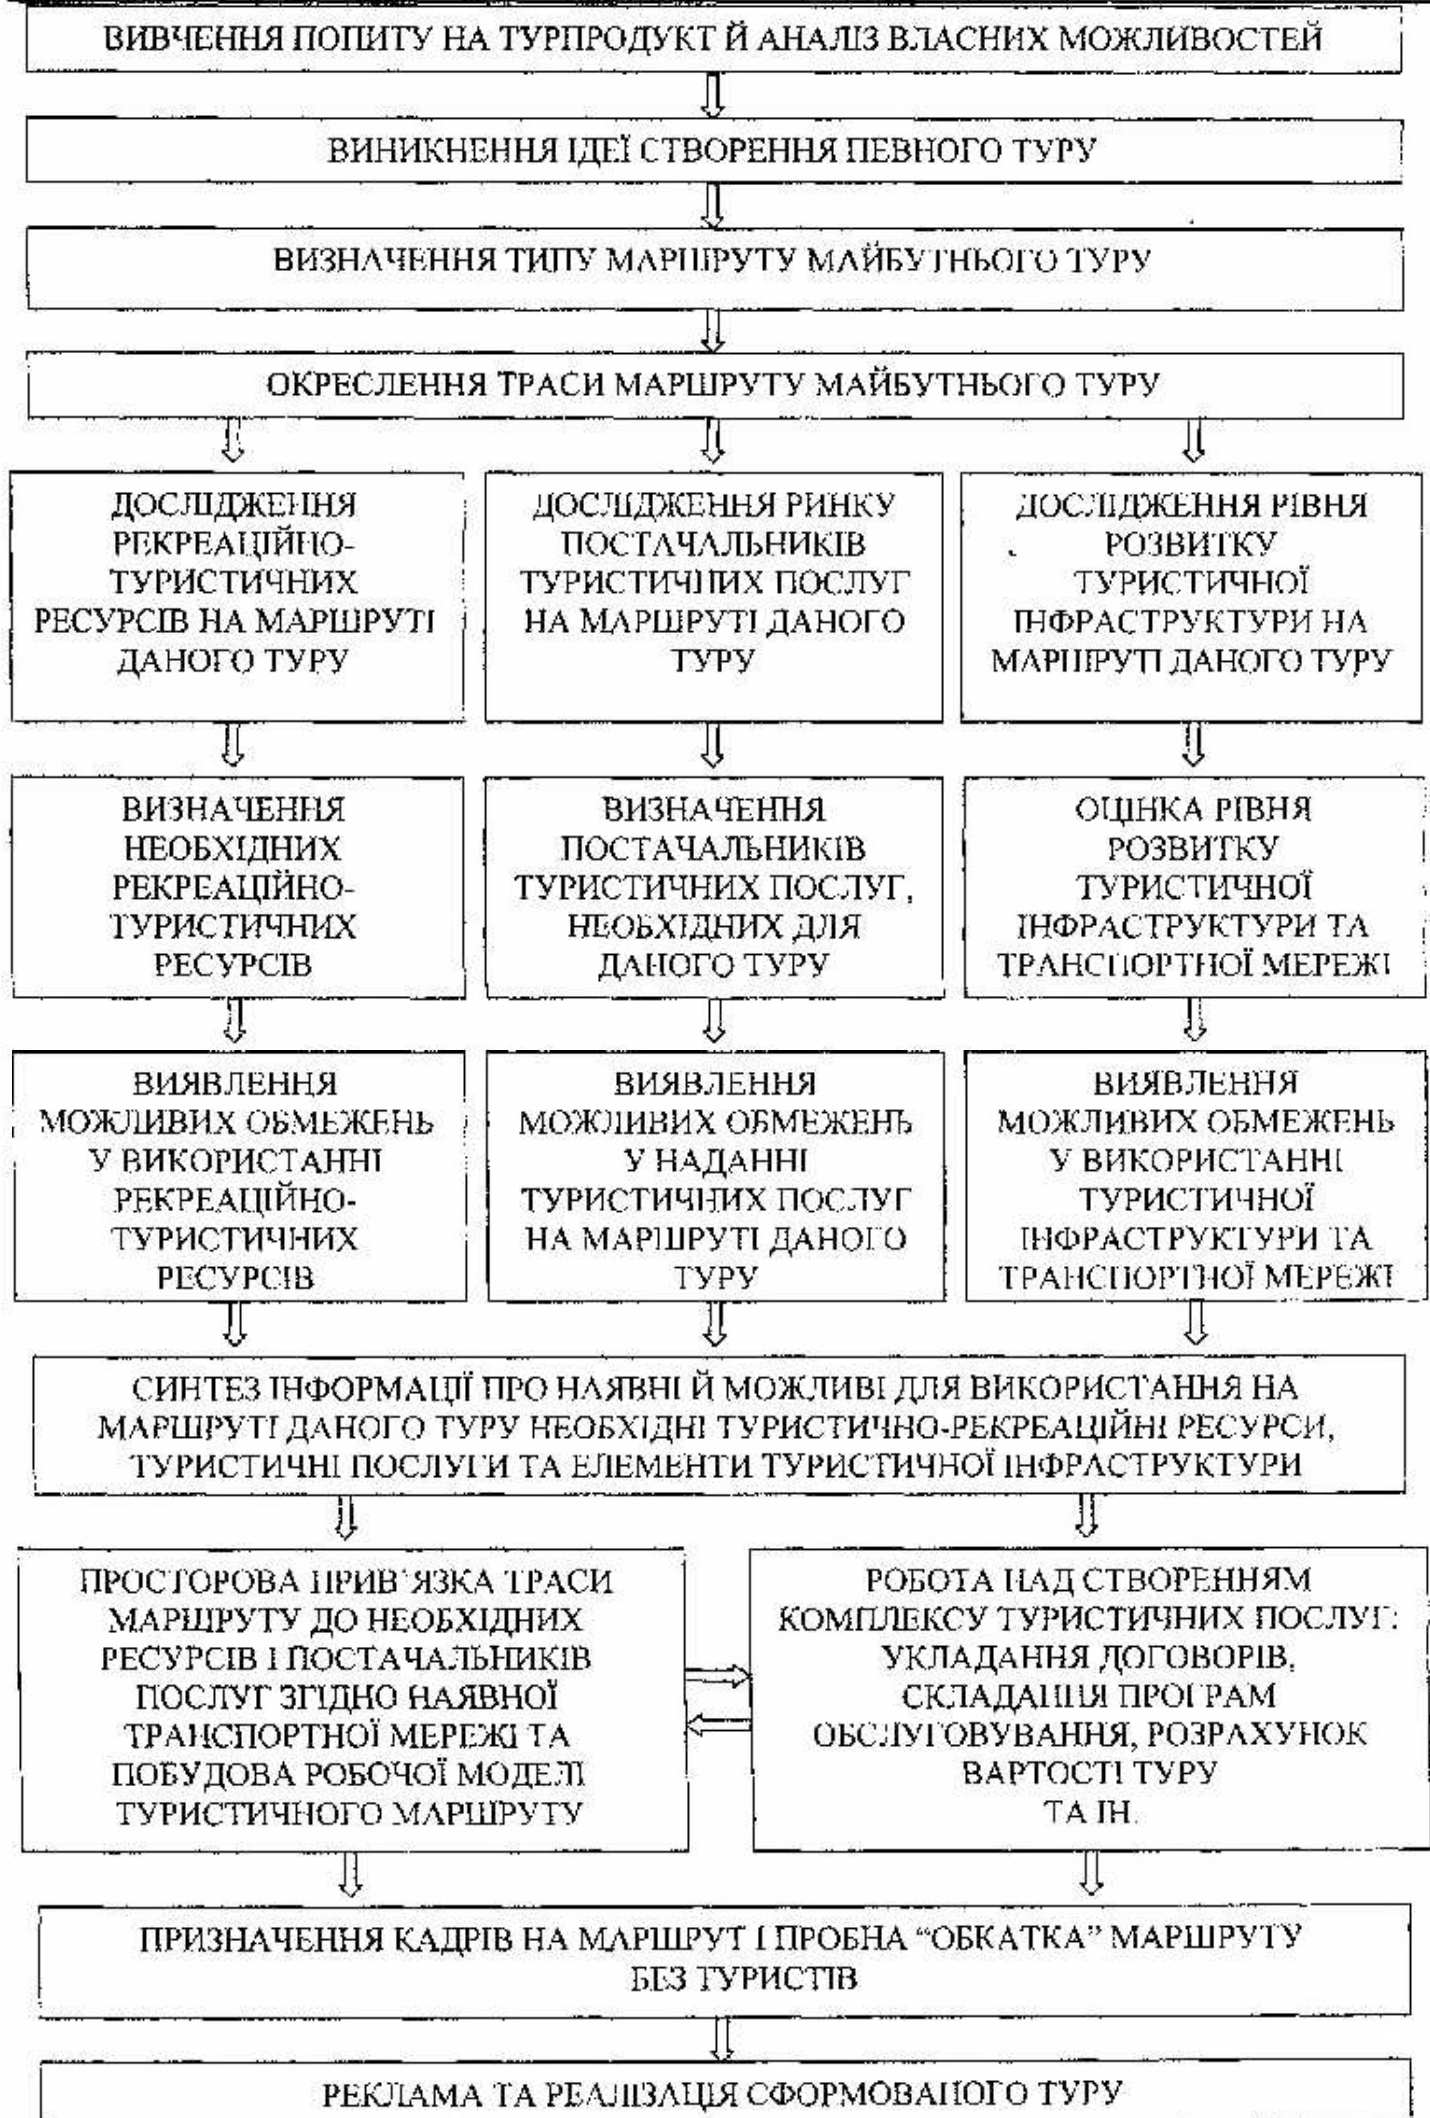 ВИВЧЕННЯ ПОПИТУ НА ТУРПРОДУКТ Й АНАЛІЗ ВЛАСНИХ МОЖЛИВОСТЕЙ
ВИНИКНЕННЯ ІДЕЇ СТВОРЕННЯ ПЕВНОГО ТУРУ
ВИЗНАЧЕННЯ ТИПУ МАРШРУТУ МАЙБУТНЬОГО ТУРУ
ОКРЕСЛЕННЯ ТРАСИ МАРШРУТУ МАЙБУТНЬОГО ТУРУ
ДОСЛІДЖЕННЯ
РЕКРЕАЦІЙНО-
ТУРИСТИЧНИХ
РЕСУРСІВ НА МАРШРУТІ
ДАНОГО ТУРУ
ДОСЛІДЖЕННЯ РИНКУ
ПОСТАЧАЛЬНИКІВ
ТУРИСТИЧНИХ ПОСЛУГ
НА МАРШРУТІ ДАНОГО
ТУРУ
ДОСЛІДЖЕННЯ РІВНЯ
РОЗВИТКУ
ТУРИСТИЧНОЇ
ІНФРАСТРУКТУРИ НА
МАРШРУТІ ДАНОГО ТУРУ
ВИЗНАЧЕННЯ
НЕОБХІДНИХ
РЕКРЕАЦІЙНО-
ТУРИСТИЧНИХ
РЕСУРСІВ
ВИЗНАЧЕННЯ
ПОСТАЧАЛЬНИКІВ
ТУРИСТИЧНИХ ПОСЛУГ,
НЕОБХІДНИХ ДЛЯ
ДАНОГО ТУРУ
ОЦІНКА РІВНЯ
РОЗВИТКУ
ТУРИСТИЧНОЇ
ІНФРАСТРУКТУРИ ТА
ТРАНСПОРТНОЇ МЕРЕЖІ
ВИЯВЛЕННЯ
МОЖЛИВИХ ОБМЕЖЕНЬ
У ВИКОРИСТАННІ
РЕКРЕАЦІЙНО-
ТУРИСТИЧНИХ
РЕСУРСІВ
ВИЯВЛЕННЯ
МОЖЛИВИХ ОБМЕЖЕНЬ
У НАДАННІ
ТУРИСТИЧНИХ ПОСЛУГ
НА МАРШРУТІ ДАНОГО
ТУРУ
ВИЯВЛЕННЯ
МОЖЛИВИХ ОБМЕЖЕНЬ
У ВИКОРИСТАННІ
ТУРИСТИЧНОЇ
ІНФРАСТРУКТУРИ ТА
ТРАНСПОРТНОЇ МЕРЕЖІ
СИНТЕЗ ІНФОРМАЦІЇ ПРО НАЯВНІ Й МОЖЛИВІ ДЛЯ ВИКОРИСТАННЯ НА
МАРШРУТІ ДАНОГО ТУРУ НЕОБХІДНІ ТУРИСТИЧНО-РЕКРЕАЦІЙНІ РЕСУРСИ,
ТУРИСТИЧНІ ПОСЛУГИ ТА ЕЛЕМЕНТИ ТУРИСТИЧНОЇ ІНФРАСТРУКТУРИ
ПРОСТОРОВА ПРИВ'ЯЗКА ТРАСИ
МАРШРУТУ ДО НЕОБХІДНИХ
РЕСУРСІВ І ПОСТАЧАЛЬНИКІВ
ПОСЛУГ ЗГІДНО НАЯВНОЇ
ТРАНСПОРТНОЇ МЕРЕЖІ ТА
ПОБУДОВА РОБОЧОЇ МОДЕЛІ
ТУРИСТИЧНОГО МАРШРУТУ
РОБОТА НАД СТВОРЕННЯМ
КОМПЛЕКСУ ТУРИСТИЧНИХ ПОСЛУГ:
УКЛАДАННЯ ДОГОВОРІВ,
СКЛАДАННЯ ПРОГРАМ
ОБСЛУГОВУВАННЯ, РОЗРАХУНОК
ВАРТОСТІ ТУРУ
ТА ІН.
ПРИЗНАЧЕННЯ КАДРІВ НА МАРШРУТ І ПРОБНА “ОБКАТКА” МАРШРУТУ
БЕЗ ТУРИСТІВ
РЕКЛАМА ТА РЕАЛІЗАЦІЯ СФОРМОВАНОГО ТУРУ